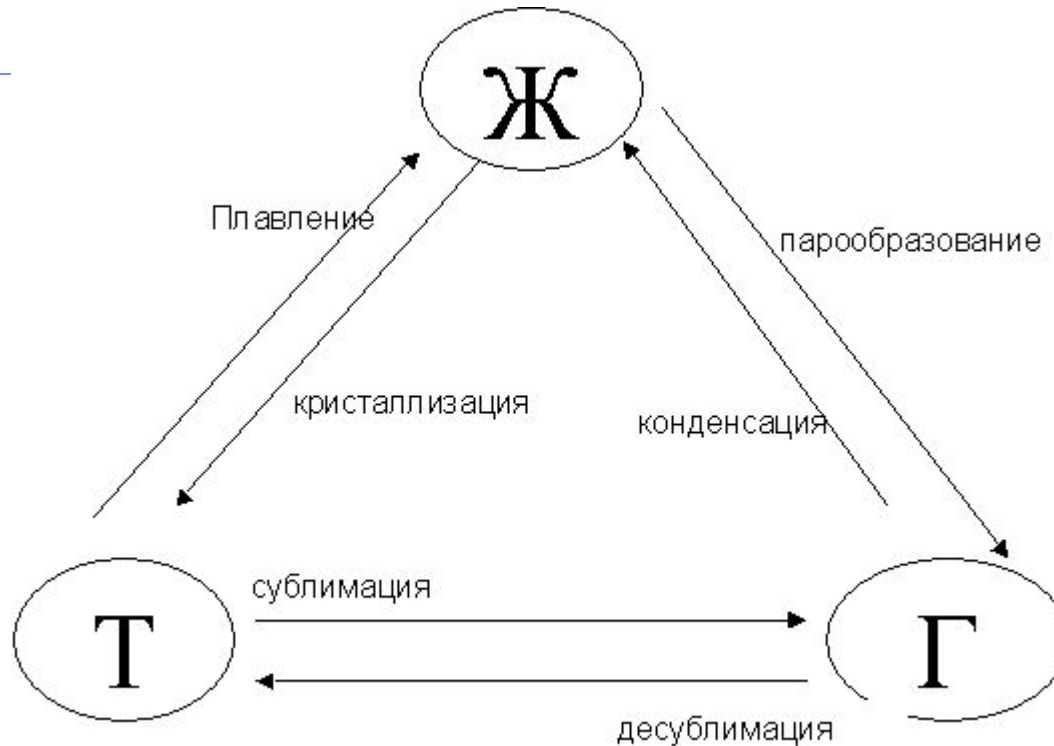 Ж
Плавление
парообразование
кристаллизация
конденсация
сублимация
Т
Г
десублимация